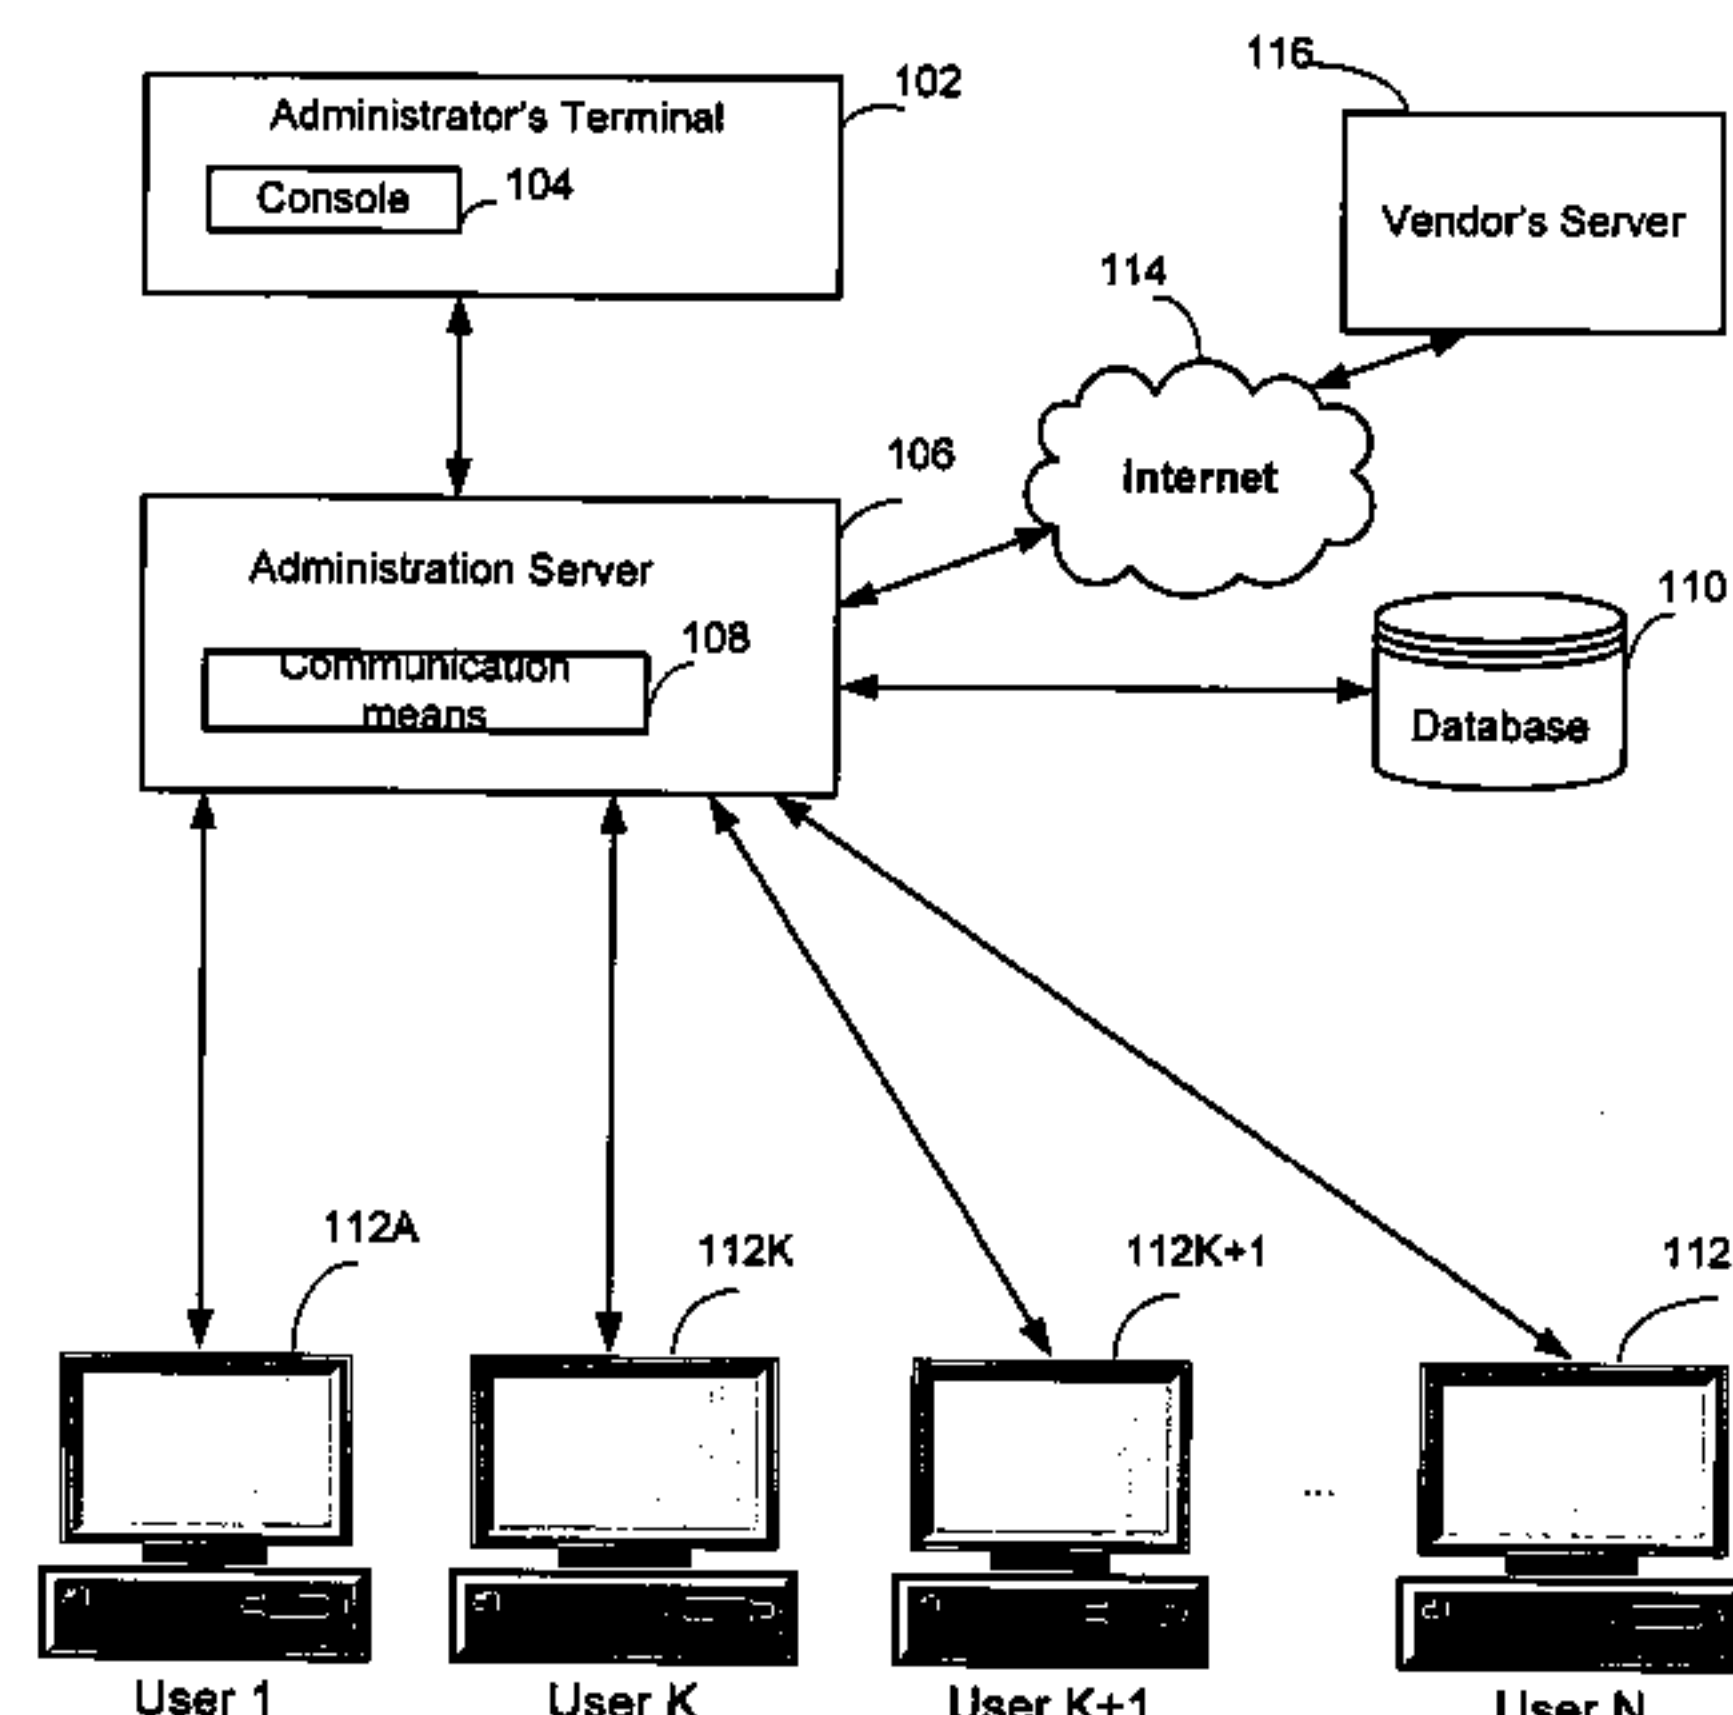 102
116
Administrator's Terminal
Console
104
Vendor's Server
114
106
Internet
Administration Server
110
108
Communication
means
Database
112A
112K
112K+1
112
...
User 1
User K
User K+1
User N